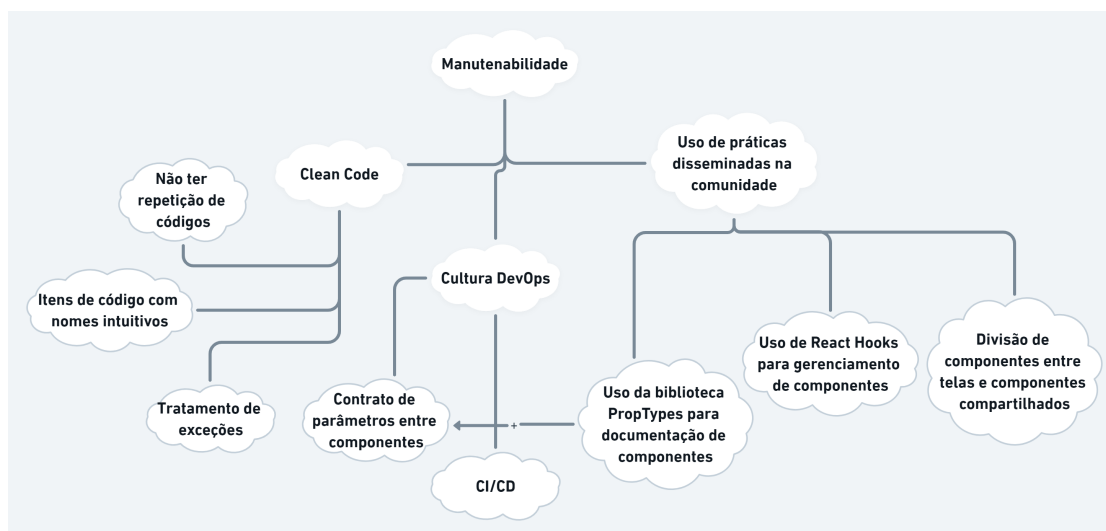 Manutenabilidade
Uso de práticas
disseminadas na
comunidade
Clean Code
Não ter
repetição de
códigos
Cultura DevOps
Itens de código com
nomes intuitivos
Tratamento de
exceções
Contrato de
parâmetros entre
componentes
+
CI/CD
Uso da biblioteca
PropTypes para
documentação de
componentes
Uso de React Hooks
para gerenciamento
de componentes
Divisão de
componentes entre
telas e componentes
compartilhados